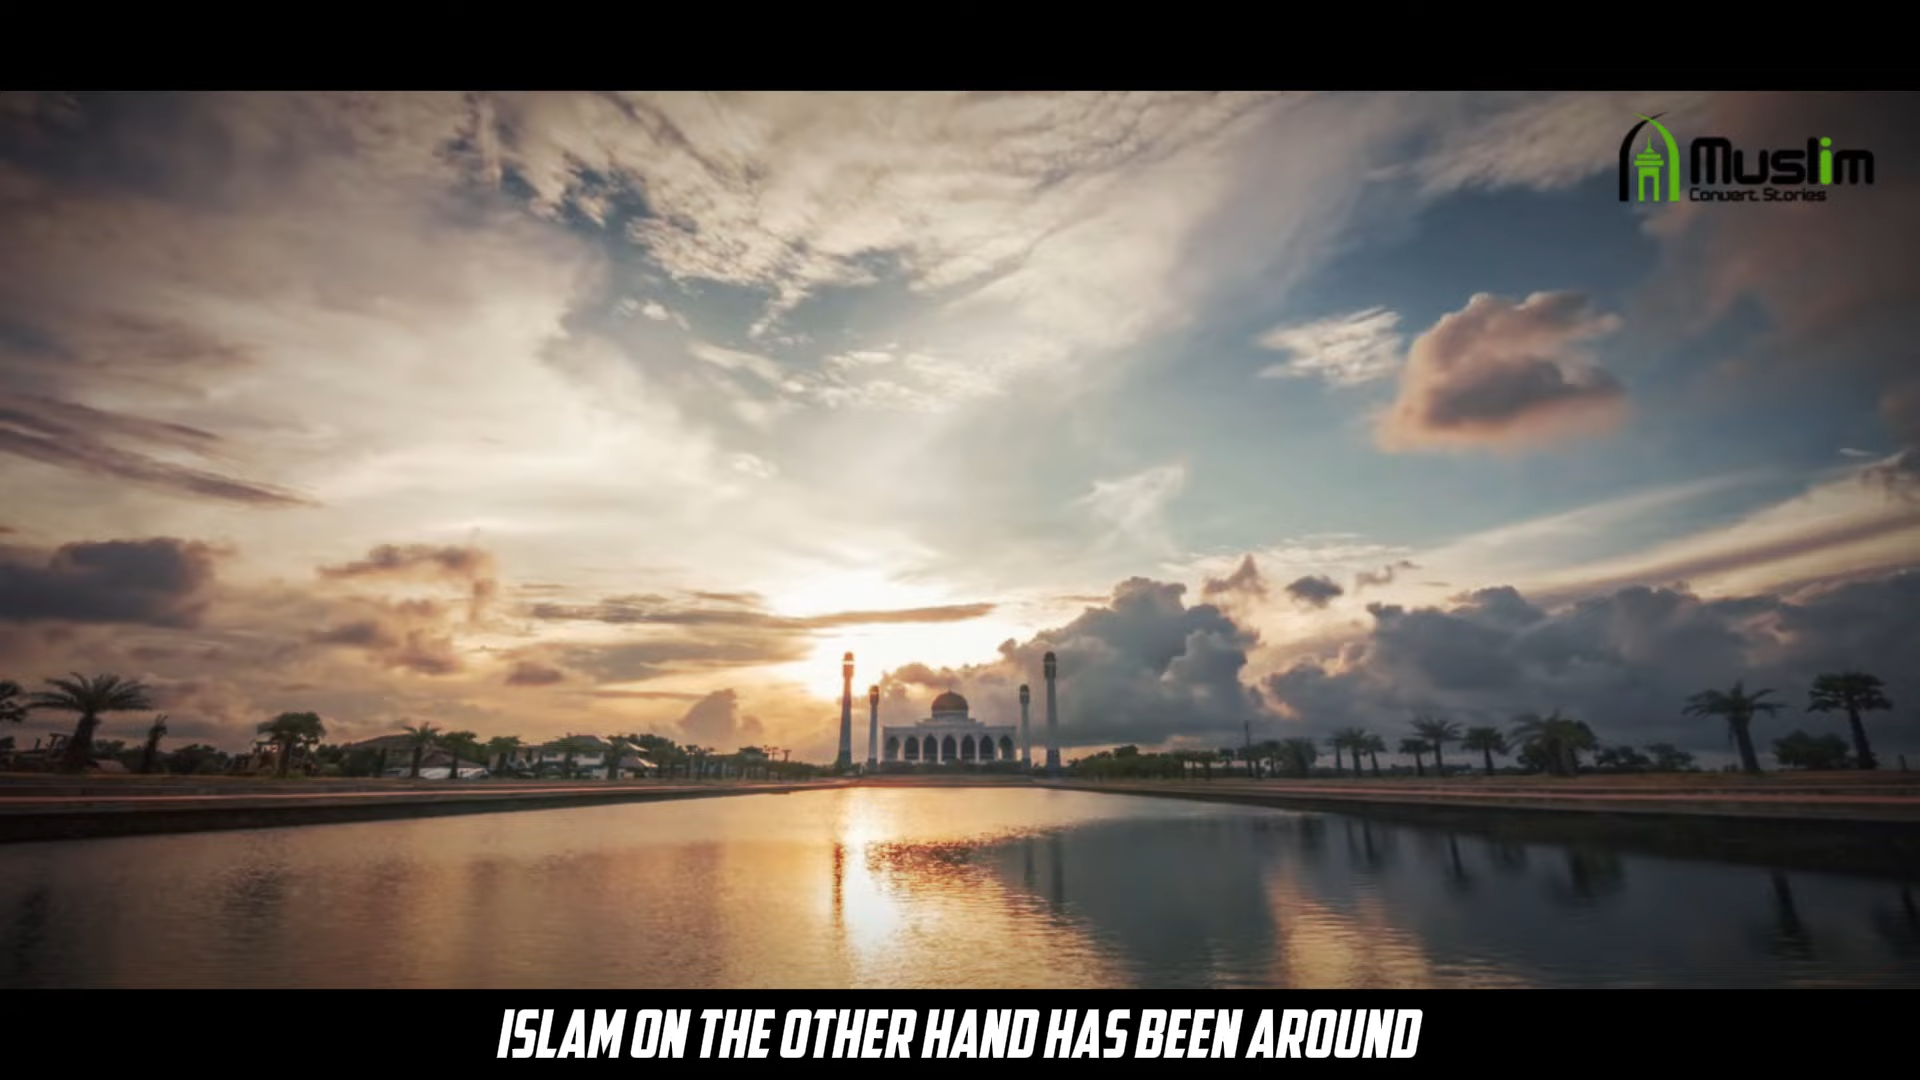 Muslim
Convert Stories
ISLAM ON THE OTHER HAND HAS BEEN AROUND